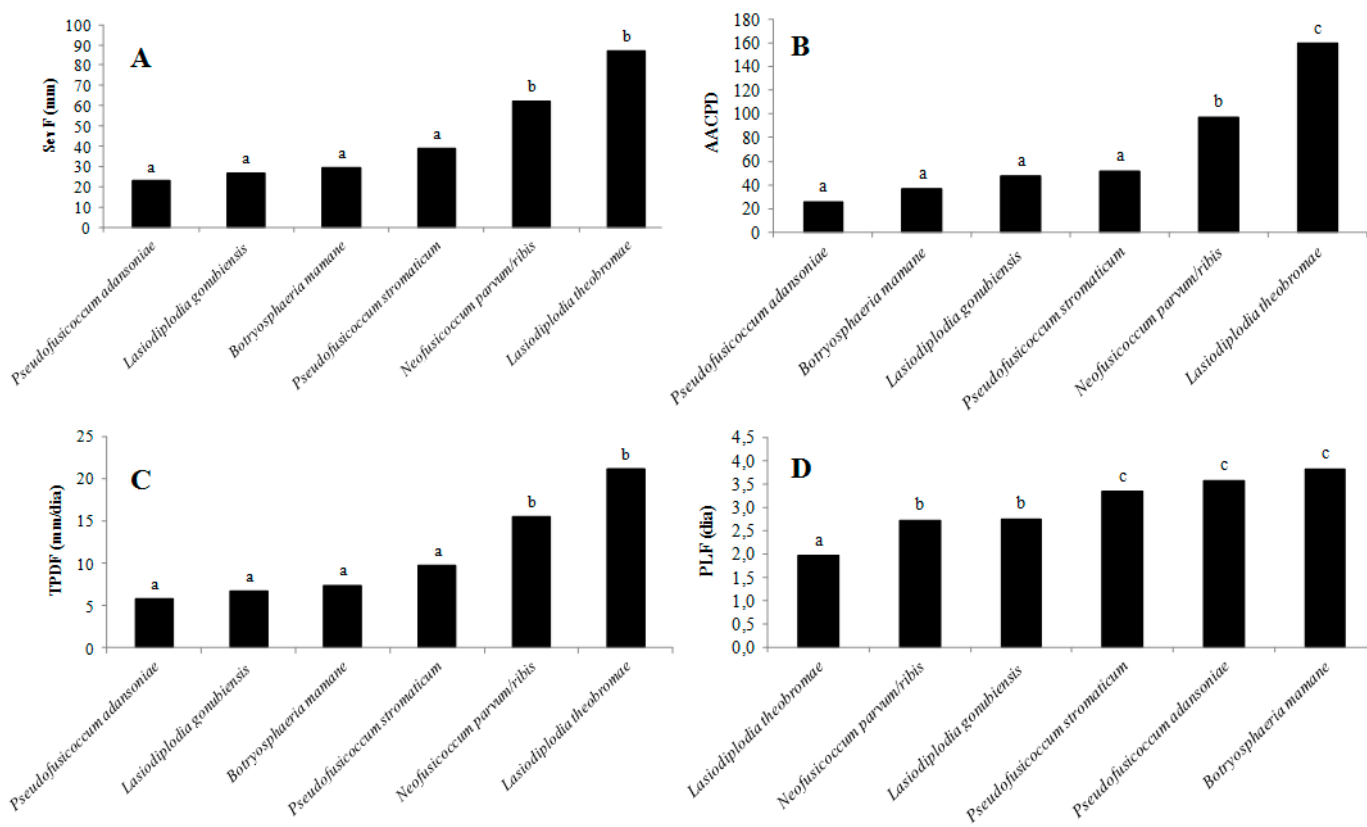 A
Sev F (mm)
100
90
80
70
60
50
40
30
20
10
0
a
a
a
a
b
b
Pseudofusicoccum adansoniae
Lasiodiplodia gonubiensis
Botryosphaeria mamane
Pseudofusicoccum stromaticum
Neofusicoccum parvum/ribis
Lasiodiplodia theobromae
B
AACPD
180
160
140
120
100
80
60
40
20
0
a
a
a
a
b
c
Pseudofusicoccum adansoniae
Botryosphaeria mamane
Lasiodiplodia gonubiensis
Pseudofusicoccum stromaticum
Neofusicoccum parvum/ribis
Lasiodiplodia theobromae
C
TPDF (mm/dia)
25
20
15
10
5
0
a
a
a
a
b
b
Pseudofusicoccum adansoniae
Lasiodiplodia gonubiensis
Botryosphaeria mamane
Pseudofusicoccum stromaticum
Neofusicoccum parvum/ribis
Lasiodiplodia theobromae
D
PLF (dia)
4,5
4,0
3,5
3,0
2,5
2,0
1,5
1,0
0,5
0,0
a
b
b
c
c
c
Lasiodiplodia theobromae
Neofusicoccum parvum/ribis
Lasiodiplodia gonubiensis
Pseudofusicoccum stromaticum
Pseudofusicoccum adansoniae
Botryosphaeria mamane